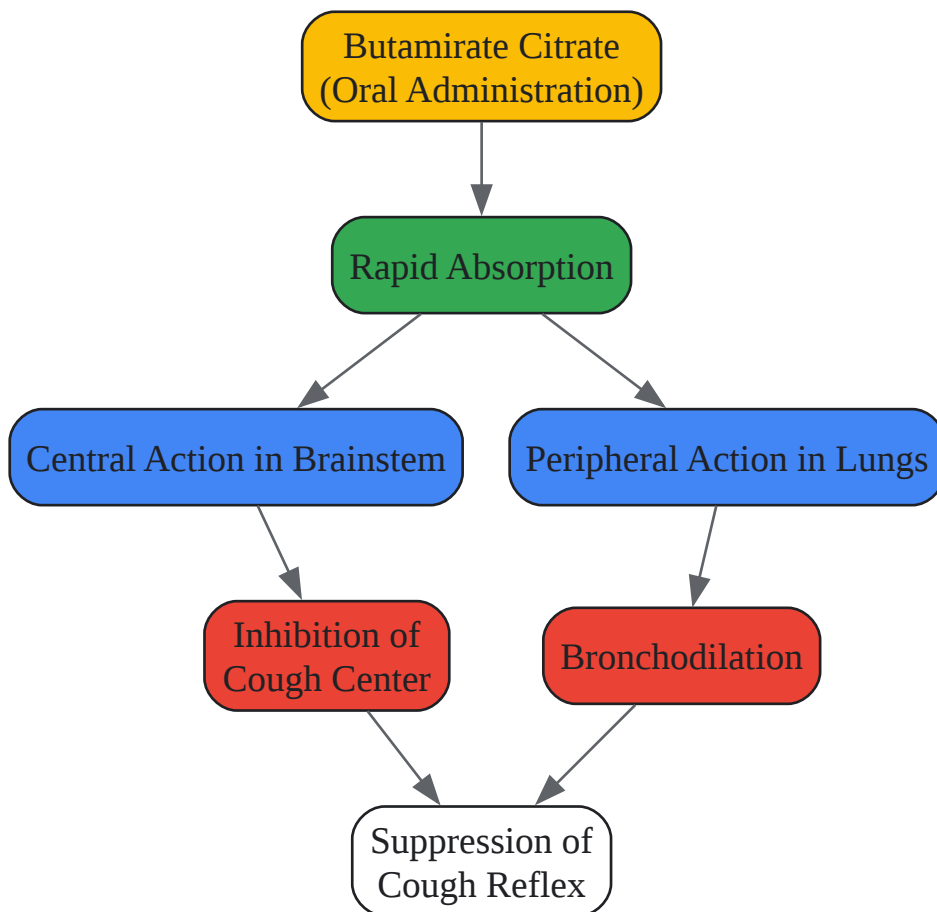 Butamirate Citrate
(Oral Administration)
Rapid Absorption
Central Action in Brainstem
Peripheral Action in Lungs
Inhibition of
Cough Center
Bronchodilation
Suppression of
Cough Reflex